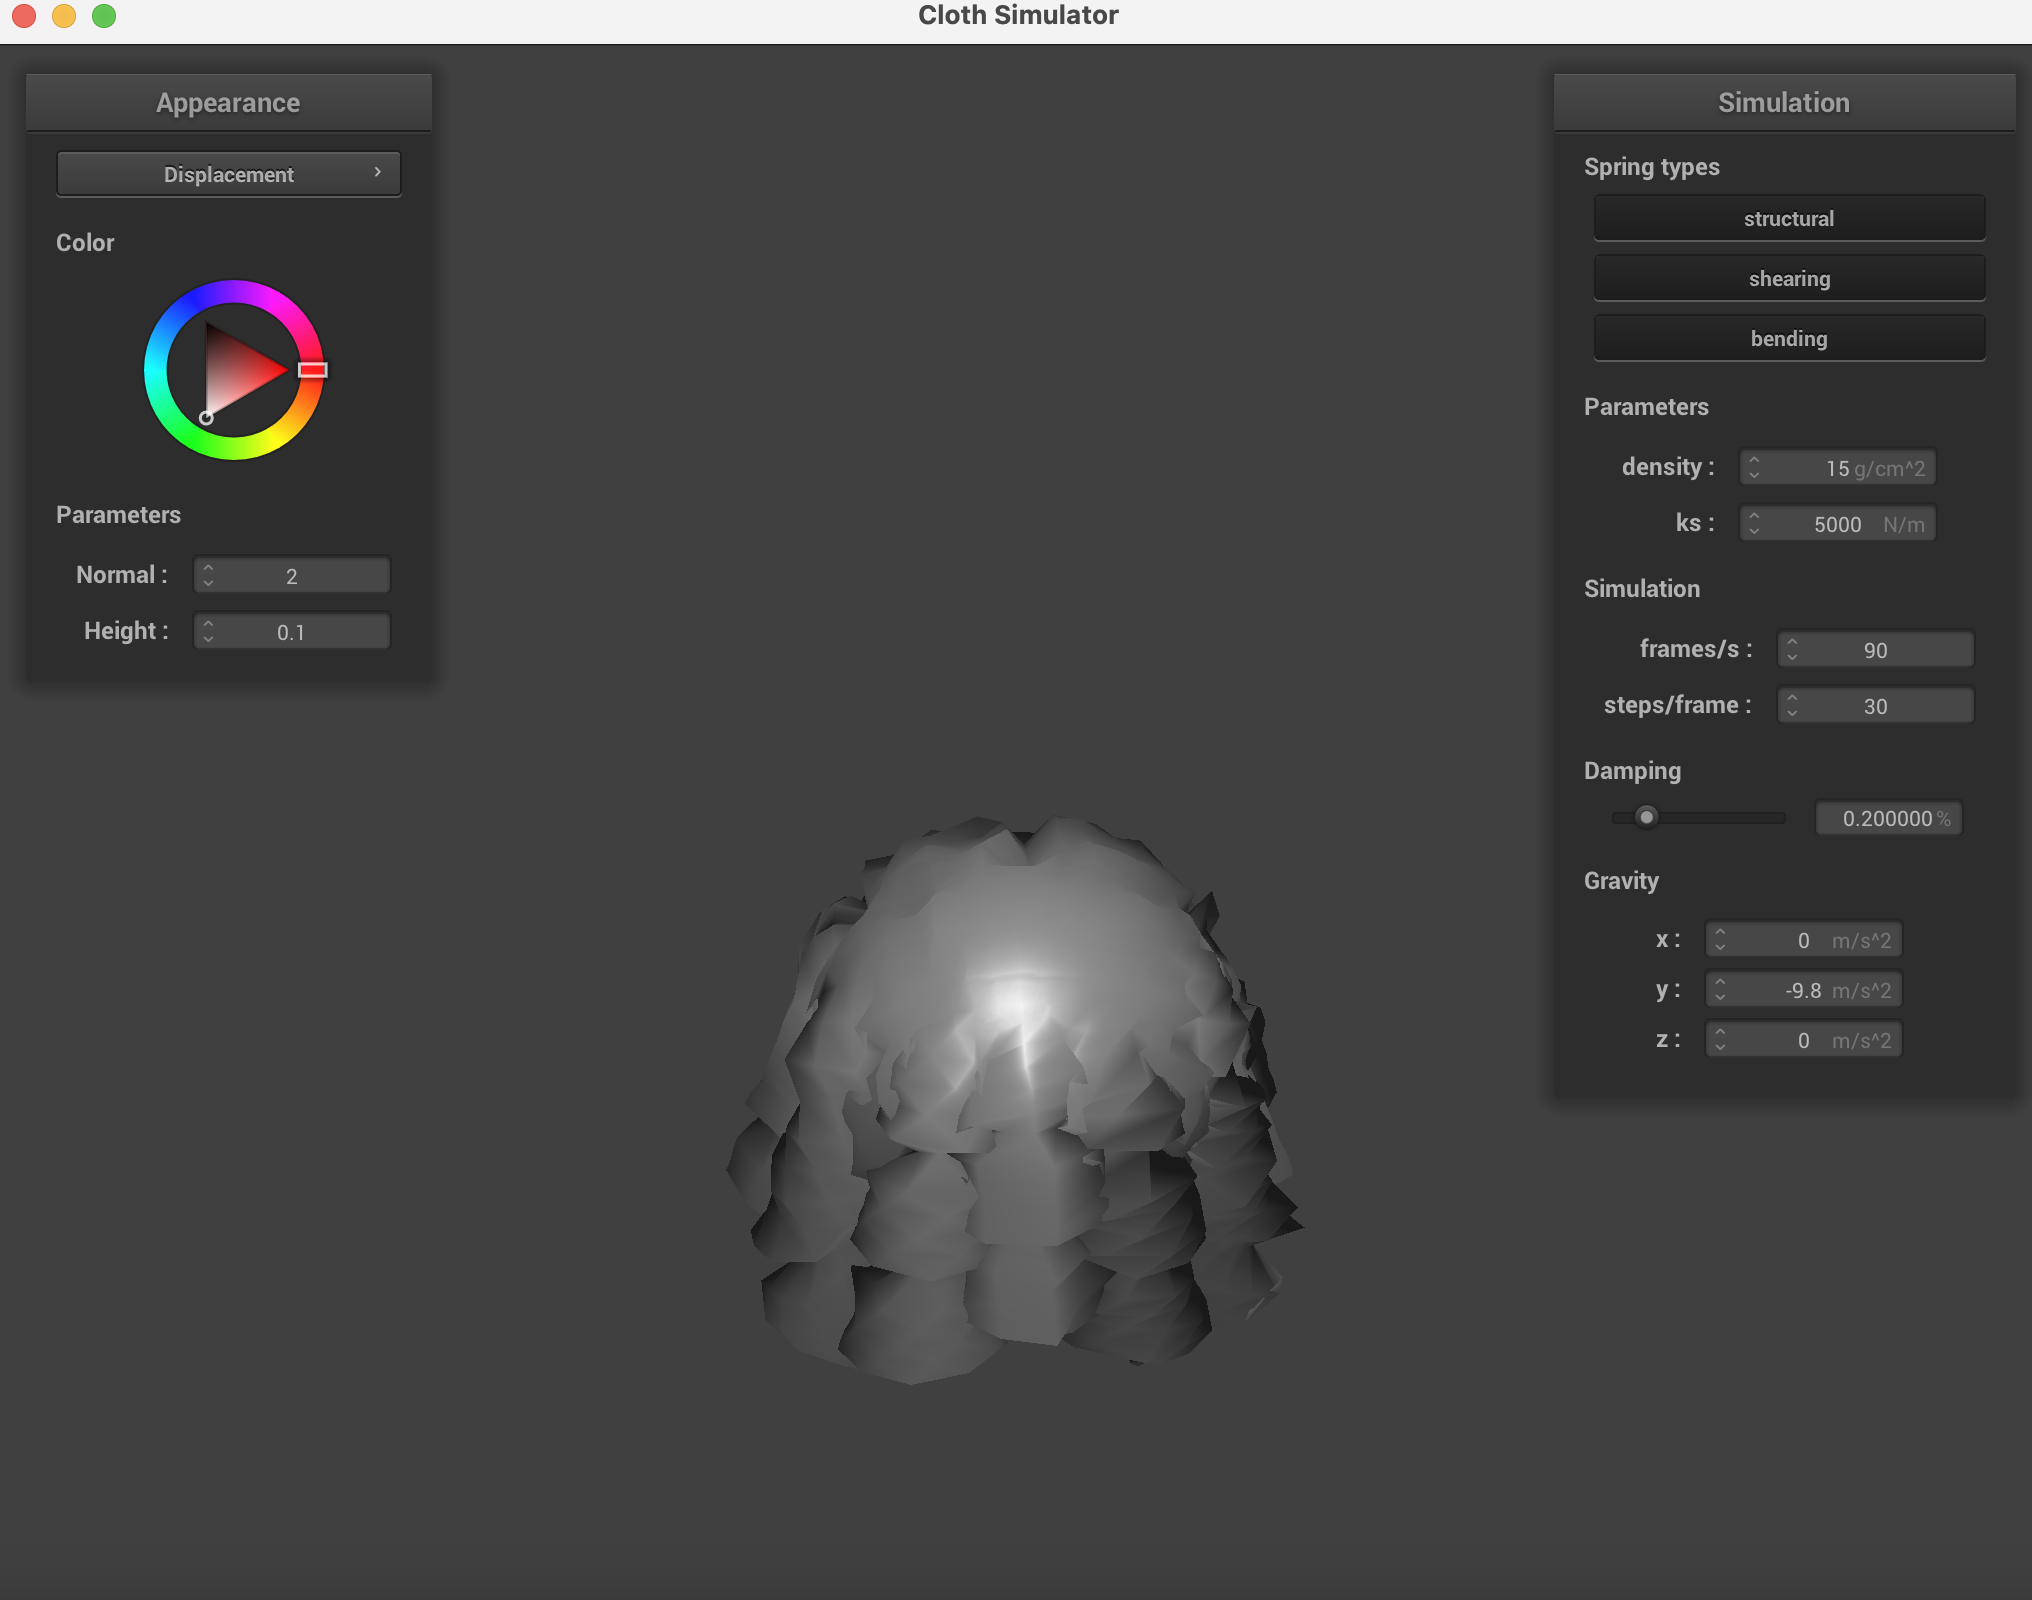 Cloth Simulator
Appearance
Displacement
Color
Parameters
Normal : 2
Height : 0.1
Simulation
Spring types
structural
shearing
bending
Parameters
density : 15 g/cm^2
ks : 5000 N/m
Simulation
frames/s : 90
steps/frame : 30
Damping
0.200000 %
Gravity
x : 0 m/s^2
y : -9.8 m/s^2
z : 0 m/s^2